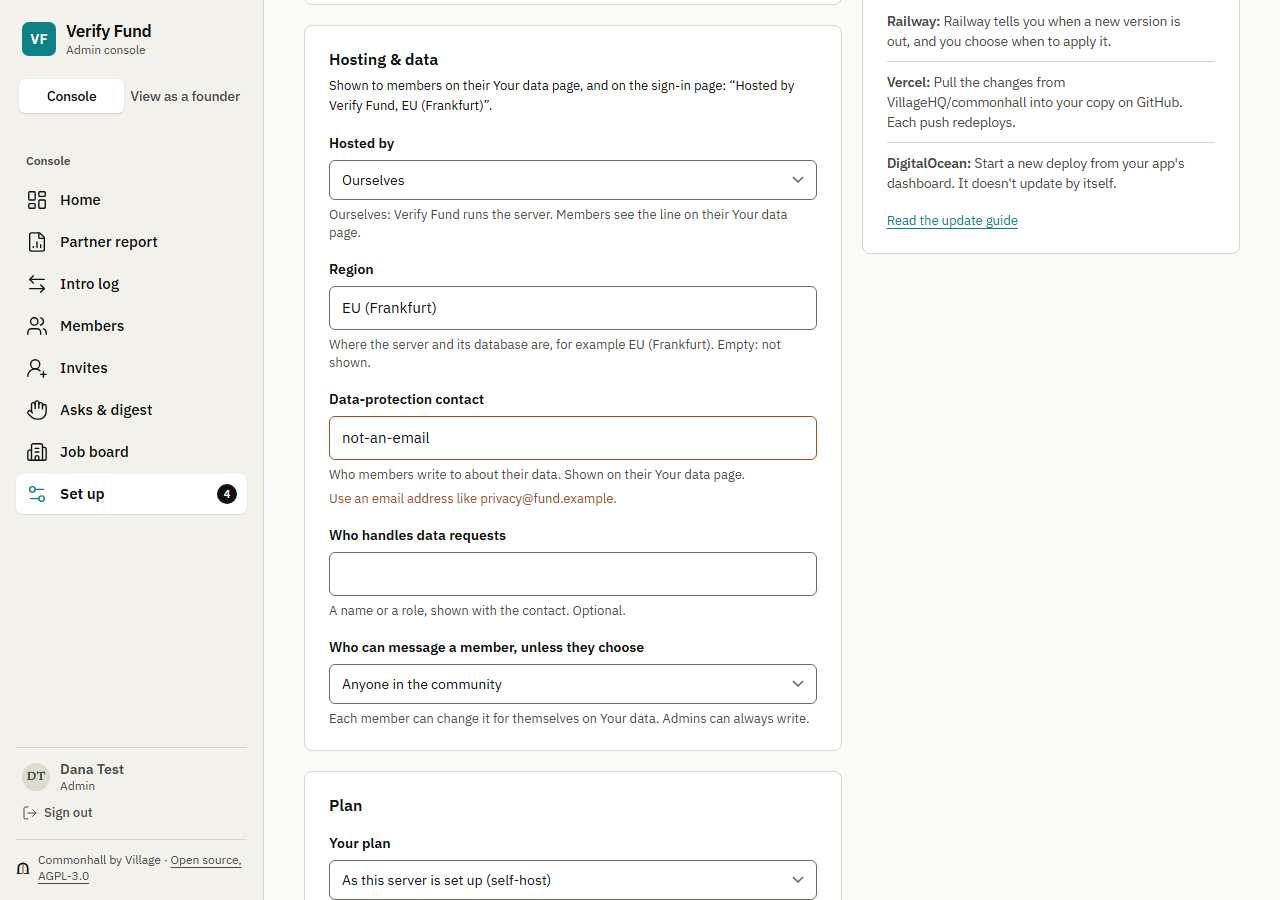 VF
Verify Fund
Admin console
Console
View as a founder
Console
Home
Partner report
Intro log
Members
Invites
Asks & digest
Job board
Set up
4
DT
Dana Test
Admin
Sign out
Commonhall by Village · Open source,
AGPL-3.0
Hosting & data
Shown to members on their Your data page, and on the sign-in page: “Hosted by
Verify Fund, EU (Frankfurt)”.
Hosted by
Ourselves
Ourselves: Verify Fund runs the server. Members see the line on their Your data
page.
Region
EU (Frankfurt)
Where the server and its database are, for example EU (Frankfurt). Empty: not
shown.
Data-protection contact
not-an-email
Who members write to about their data. Shown on their Your data page.
Use an email address like privacy@fund.example.
Who handles data requests
A name or a role, shown with the contact. Optional.
Who can message a member, unless they choose
Anyone in the community
Each member can change it for themselves on Your data. Admins can always write.
Plan
Your plan
As this server is set up (self-host)
Railway: Railway tells you when a new version is
out, and you choose when to apply it.
Vercel: Pull the changes from
VillageHQ/commonhall into your copy on GitHub.
Each push redeploys.
DigitalOcean: Start a new deploy from your app's
dashboard. It doesn't update by itself.
Read the update guide